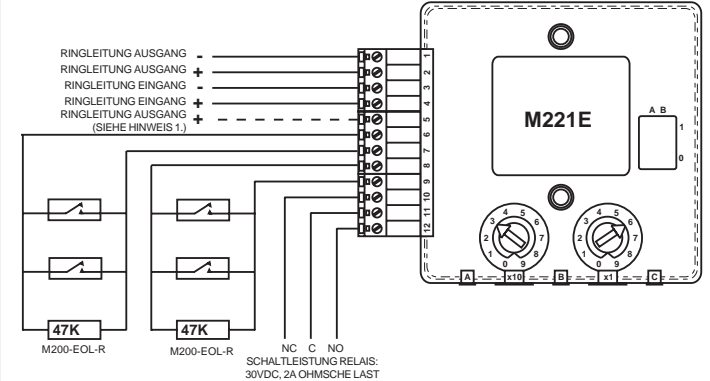 RINGLEITUNG AUSGANG -
RINGLEITUNG AUSGANG +
RINGLEITUNG EINGANG -
RINGLEITUNG EINGANG +
RINGLEITUNG AUSGANG +
(SIEHE HINWEIS 1.)
1
2
3
4
5
6
7
8
9
10
11
12
M221E
A B
1
0
0 1 2 3 4 5 6 7 8 9
0 1 2 3 4 5 6 7 8 9
A x10 B x1 C
47K
M200-EOL-R
47K
M200-EOL-R
NC C NO
SCHALTLEISTUNG RELAIS:
30VDC, 2A OHMSCHE LAST